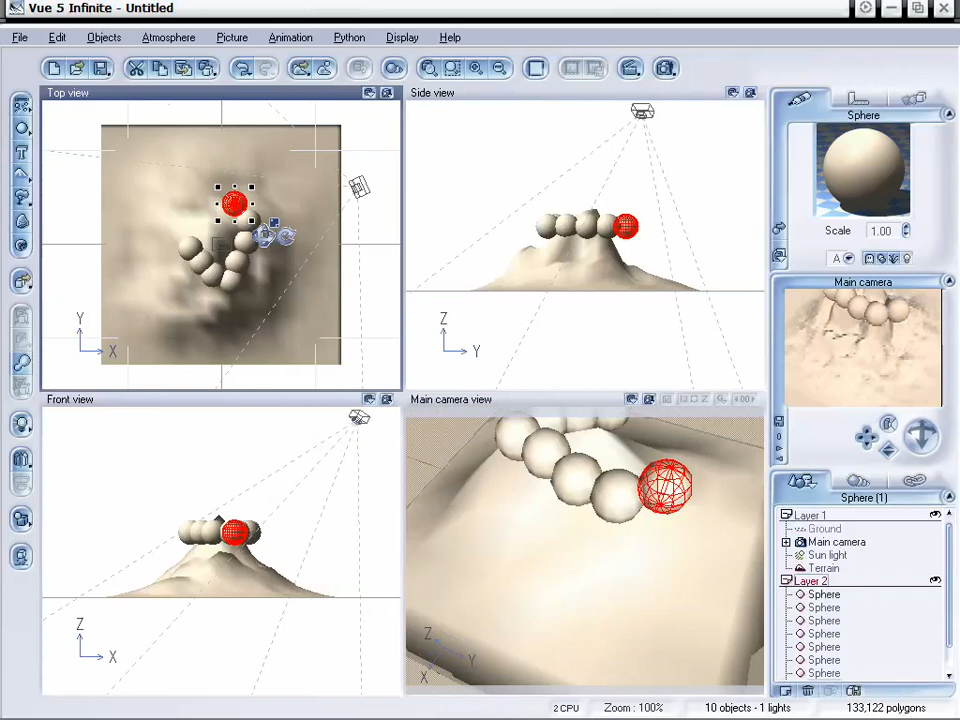 Vue 5 Infinite - Untitled
File Edit Objects Atmosphere Picture Animation Python Display Help
Top view
Y
X
Side view
Z
Y
Front view
Z
X
Main camera view
Z
Y
X
Sphere
Scale 1.00
A
Main camera
0
Sphere (1)
Layer 1
Ground
Main camera
Sun light
Terrain
Layer 2
Sphere
Sphere
Sphere
Sphere
Sphere
Sphere
Sphere
2 CPU Zoom : 100% 10 objects - 1 lights 133,122 polygons